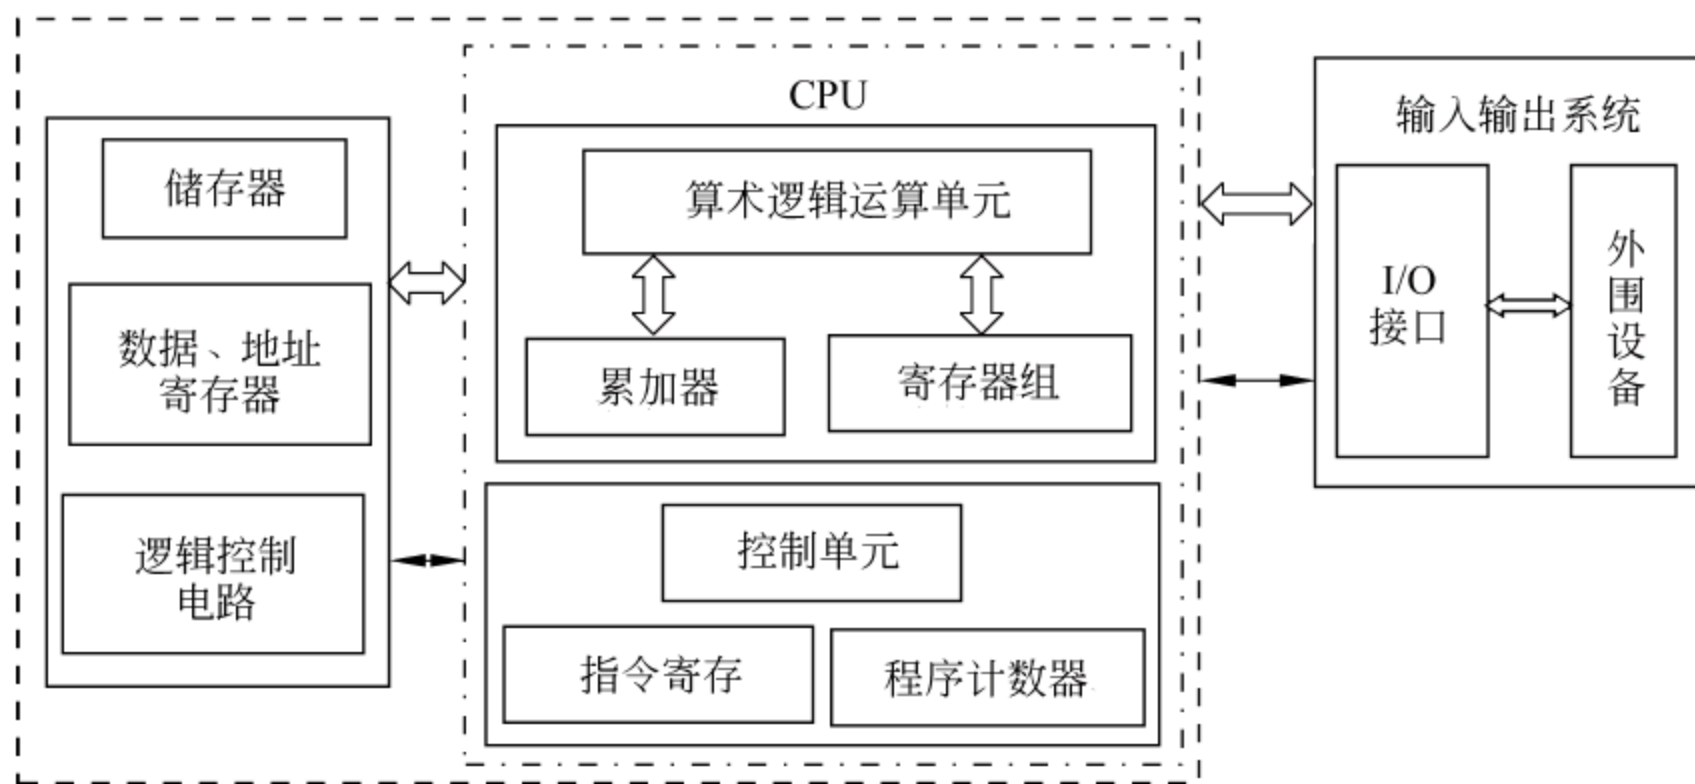 CPU
储存器
数据、地址
寄存器
逻辑控制
电路
算术逻辑运算单元
累加器
寄存器组
控制单元
指令寄存
程序计数器
输入输出系统
I/O
接口
外
围
设
备